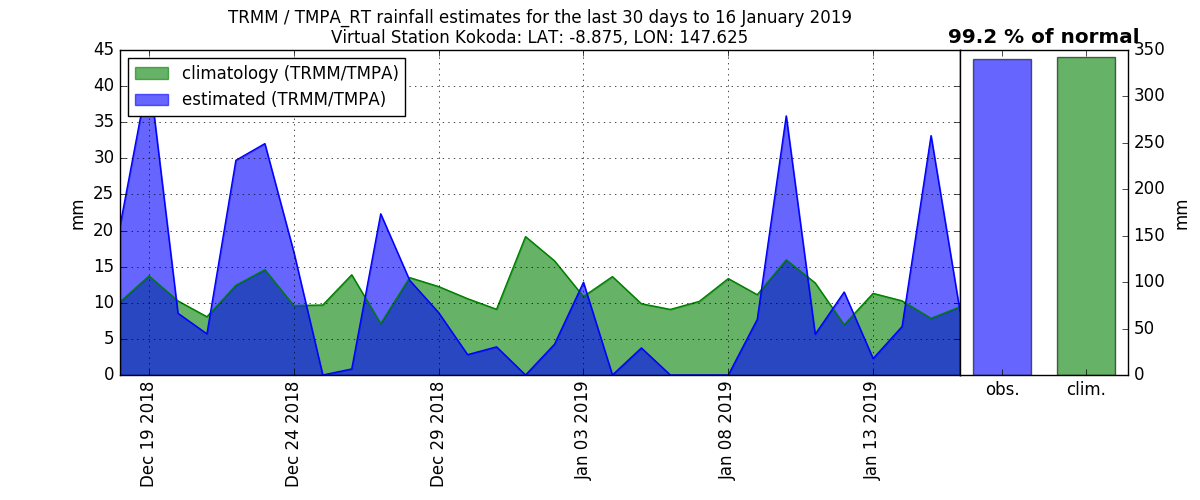 TRMM / TMPA_RT rainfall estimates for the last 30 days to 16 January 2019
Virtual Station Kokoda: LAT: -8.875, LON: 147.625
99.2 % of normal
climatology (TRMM/TMPA)
estimated (TRMM/TMPA)
45
40
35
30
25
20
15
10
5
0
mm
Dec 19 2018
Dec 24 2018
Dec 29 2018
Jan 03 2019
Jan 08 2019
Jan 13 2019
obs.
clim.
350
300
250
200
150
100
50
0
mm